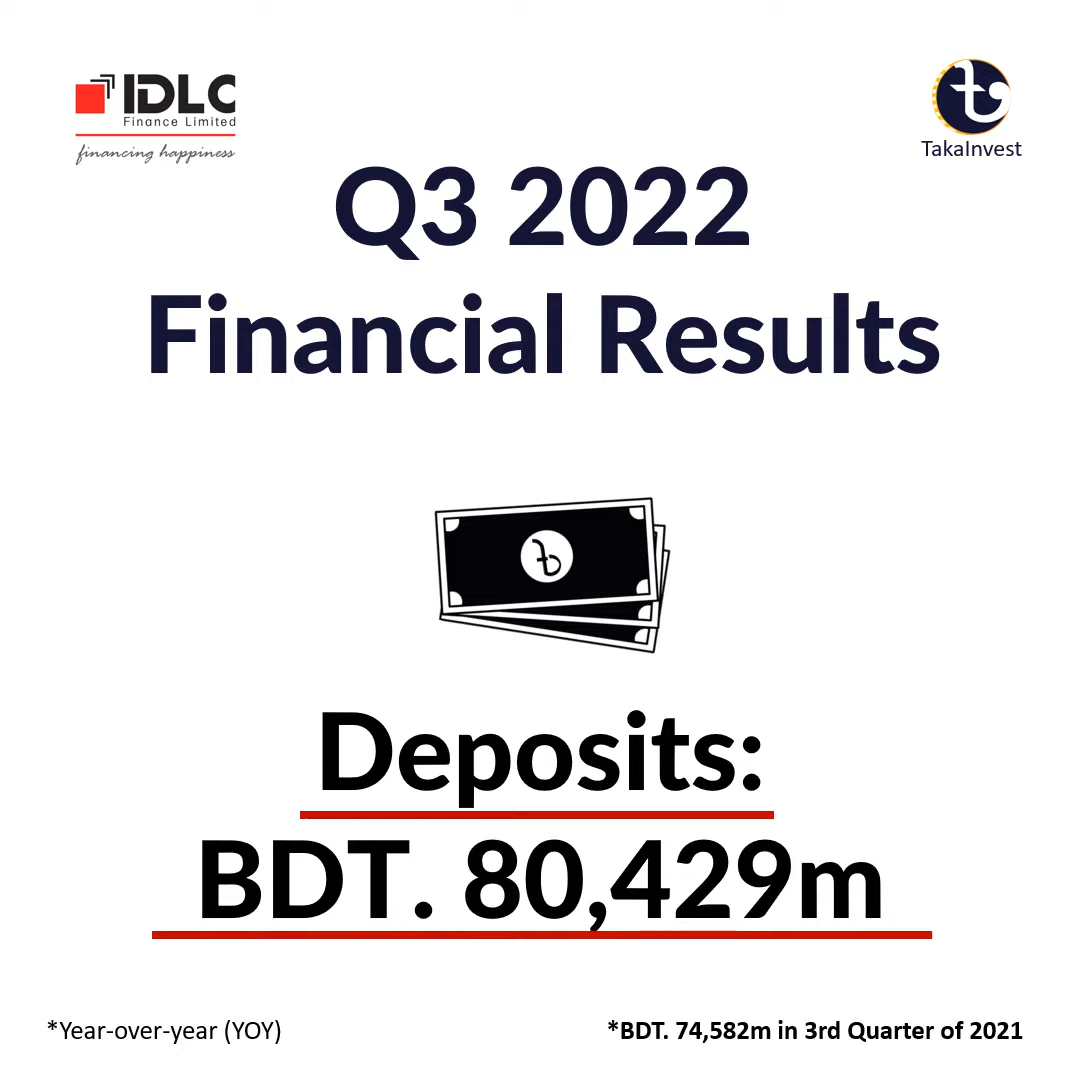 IDLC
Finance Limited
financing happiness
TakaInvest
Q3 2022
Financial Results
Deposits:
BDT. 80,429m
*Year-over-year (YOY)
*BDT. 74,582m in 3rd Quarter of 2021